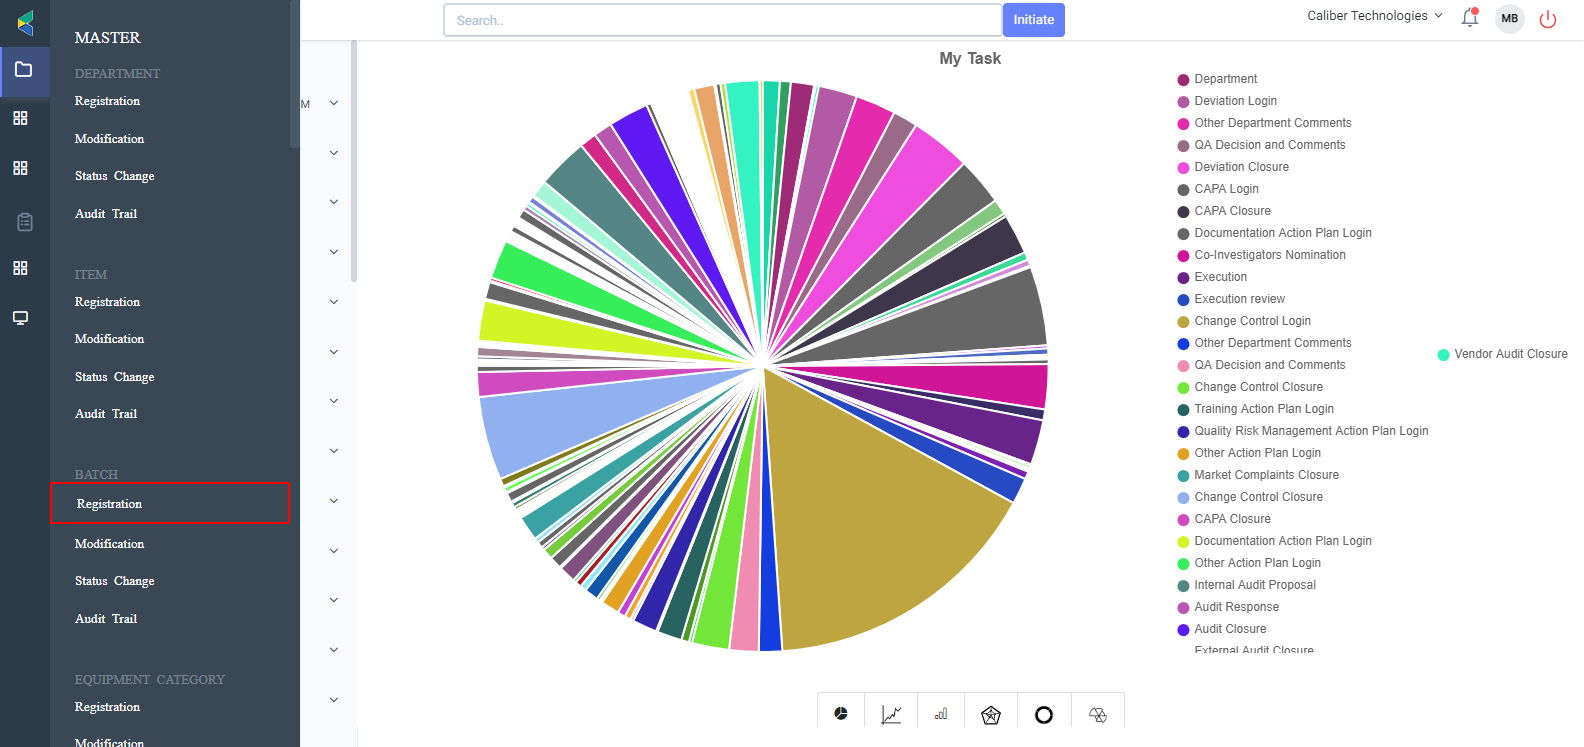 MASTER
DEPARTMENT
Registration
Modification
Status Change
Audit Trail
ITEM
Registration
Modification
Status Change
Audit Trail
BATCH
Registration
Modification
Status Change
Audit Trail
EQUIPMENT CATEGORY
Registration
Modification
M
Search..
Initiate
Caliber Technologies
MB
My Task
Department
Deviation Login
Other Department Comments
QA Decision and Comments
Deviation Closure
CAPA Login
CAPA Closure
Documentation Action Plan Login
Co-Investigators Nomination
Execution
Execution review
Change Control Login
Other Department Comments
QA Decision and Comments
Change Control Closure
Training Action Plan Login
Quality Risk Management Action Plan Login
Other Action Plan Login
Market Complaints Closure
Change Control Closure
CAPA Closure
Documentation Action Plan Login
Other Action Plan Login
Internal Audit Proposal
Audit Response
Audit Closure
External Audit Closure
Vendor Audit Closure